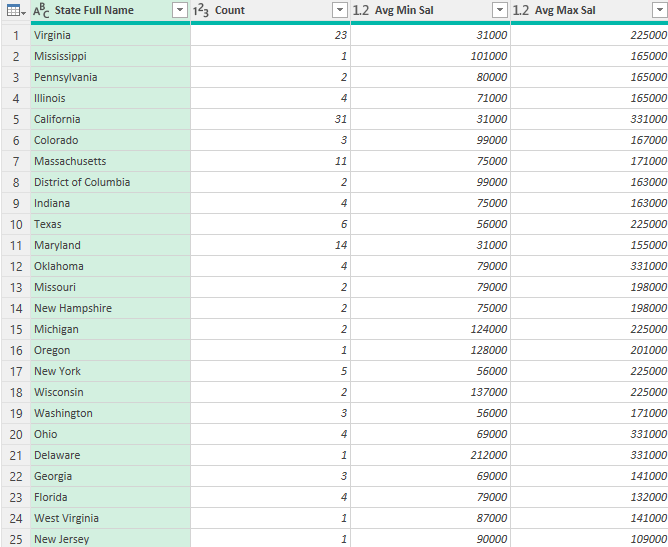 ABC State Full Name 123 Count 1.2 Avg Min Sal 1.2 Avg Max Sal
1 Virginia 23 31000 225000
2 Mississippi 1 101000 165000
3 Pennsylvania 2 80000 165000
4 Illinois 4 71000 165000
5 California 31 31000 331000
6 Colorado 3 99000 167000
7 Massachusetts 11 75000 171000
8 District of Columbia 2 99000 163000
9 Indiana 4 75000 163000
10 Texas 6 56000 225000
11 Maryland 14 31000 155000
12 Oklahoma 4 79000 331000
13 Missouri 2 79000 198000
14 New Hampshire 2 75000 198000
15 Michigan 2 124000 225000
16 Oregon 1 128000 201000
17 New York 5 56000 225000
18 Wisconsin 2 137000 225000
19 Washington 3 56000 171000
20 Ohio 4 69000 331000
21 Delaware 1 212000 331000
22 Georgia 3 69000 141000
23 Florida 4 79000 132000
24 West Virginia 1 87000 141000
25 New Jersey 1 90000 109000